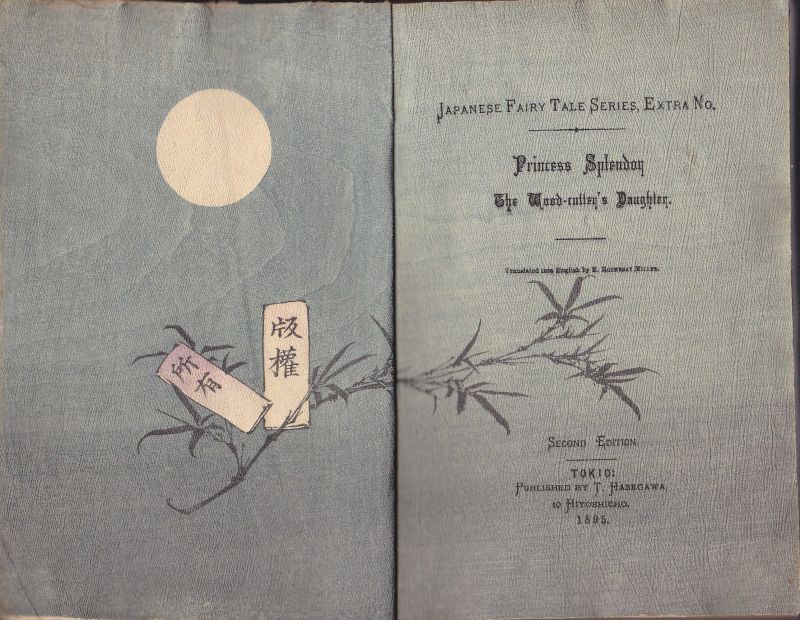 版權
所有
JAPANESE FAIRY TALE SERIES, EXTRA NO.
Princess Splendor
The Wood-cutter's Daughter.
Translated into English by E. ROTHESAY MILLER.
SECOND EDITION
TOKIO:
PUBLISHED BY T. HASEGAWA,
10 HIYOSHICHO.
1895.